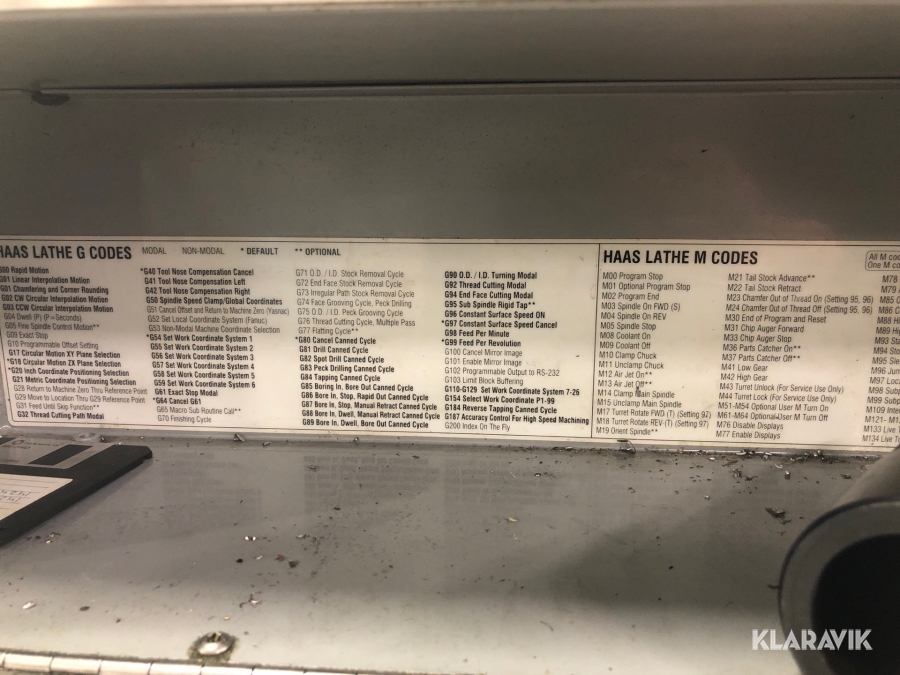 HAAS LATHE G CODES MODAL NON-MODAL * DEFAULT ** OPTIONAL
G00 Rapid Motion
G01 Linear Interpolation Motion
G01 Chamfering and Corner Rounding
G02 CW Circular Interpolation Motion
G03 CCW Circular Interpolation Motion
G04 Dwell (P) (P = Seconds)
G05 Fine Spindle Control Motion**
G09 Exact Stop
G10 Programmable Offset Setting
G17 Circular Motion XY Plane Selection
*G18 Circular Motion ZX Plane Selection
*G20 Inch Coordinate Positioning Selection
G21 Metric Coordinate Positioning Selection
G28 Return to Machine Zero Thru Reference Point
G29 Move to Location Thru G29 Reference Point
G31 Feed Until Skip Function**
G32 Thread Cutting Path Modal
*G40 Tool Nose Compensation Cancel
G41 Tool Nose Compensation Left
G42 Tool Nose Compensation Right
G50 Spindle Speed Clamp/Global Coordinates
G51 Cancel Offset and Return to Machine Zero (Yasnac)
G52 Set Local Coordinate System (Fanuc)
G53 Non-Modal Machine Coordinate Selection
*G54 Set Work Coordinate System 1
G55 Set Work Coordinate System 2
G56 Set Work Coordinate System 3
G57 Set Work Coordinate System 4
G58 Set Work Coordinate System 5
G59 Set Work Coordinate System 6
G61 Exact Stop Modal
*G64 Cancel G61
G65 Macro Sub Routine Call**
G70 Finishing Cycle
G71 O.D. / I.D. Stock Removal Cycle
G72 End Face Stock Removal Cycle
G73 Irregular Path Stock Removal Cycle
G74 Face Grooving Cycle, Peck Drilling
G75 O.D. / I.D. Peck Grooving Cycle
G76 Thread Cutting Cycle, Multiple Pass
G77 Flatting Cycle**
*G80 Cancel Canned Cycle
G81 Drill Canned Cycle
G82 Spot Drill Canned Cycle
G83 Peck Drilling Canned Cycle
G84 Tapping Canned Cycle
G85 Boring In, Bore Out Canned Cycle
G86 Bore In, Stop, Rapid Out Canned Cycle
G87 Bore In, Stop, Manual Retract Canned Cycle
G88 Bore In, Dwell, Manual Retract Canned Cycle
G89 Bore In, Dwell, Bore Out Canned Cycle
G90 O.D. / I.D. Turning Modal
G92 Thread Cutting Modal
G94 End Face Cutting Modal
G95 Sub Spindle Rigid Tap**
G96 Constant Surface Speed ON
*G97 Constant Surface Speed Cancel
G98 Feed Per Minute
*G99 Feed Per Revolution
G100 Cancel Mirror Image
G101 Enable Mirror Image
G102 Programmable Output to RS-232
G103 Limit Block Buffering
G110-G129 Set Work Coordinate System 7-26
G154 Select Work Coordinate P1-99
G184 Reverse Tapping Canned Cycle
G187 Accuracy Control For High Speed Machining
G200 Index On The Fly
HAAS LATHE M CODES
M00 Program Stop
M01 Optional Program Stop
M02 Program End
M03 Spindle On FWD (S)
M04 Spindle On REV
M05 Spindle Stop
M08 Coolant On
M09 Coolant Off
M10 Clamp Chuck
M11 Unclamp Chuck
M12 Air Jet On**
M13 Air Jet Off**
M14 Clamp Main Spindle
M15 Unclamp Main Spindle
M17 Turret Rotate FWD (T) (Setting 97)
M18 Turret Rotate REV (T) (Setting 97)
M19 Orient Spindle**
M21 Tail Stock Advance**
M22 Tail Stock Retract
M23 Chamfer Out of Thread On (Setting 95, 96)
M24 Chamfer Out of Thread Off (Setting 95, 96)
M30 End of Program and Reset
M31 Chip Auger Forward
M33 Chip Auger Stop
M36 Parts Catcher On**
M37 Parts Catcher Off**
M41 Low Gear
M42 High Gear
M43 Turret Unlock (For Service Use Only)
M44 Turret Lock (For Service Use Only)
M51-M54 Optional User M Turn On
M61-M64 Optional User M Turn Off
M76 Disable Displays
M77 Enable Displays
All M
One M
M78
M79
M85
M86
M88
M89
M93
M94
M95
M96
M97
M98
M99
M109
M121-
M133 Live
M134 Live
KLARAVIK